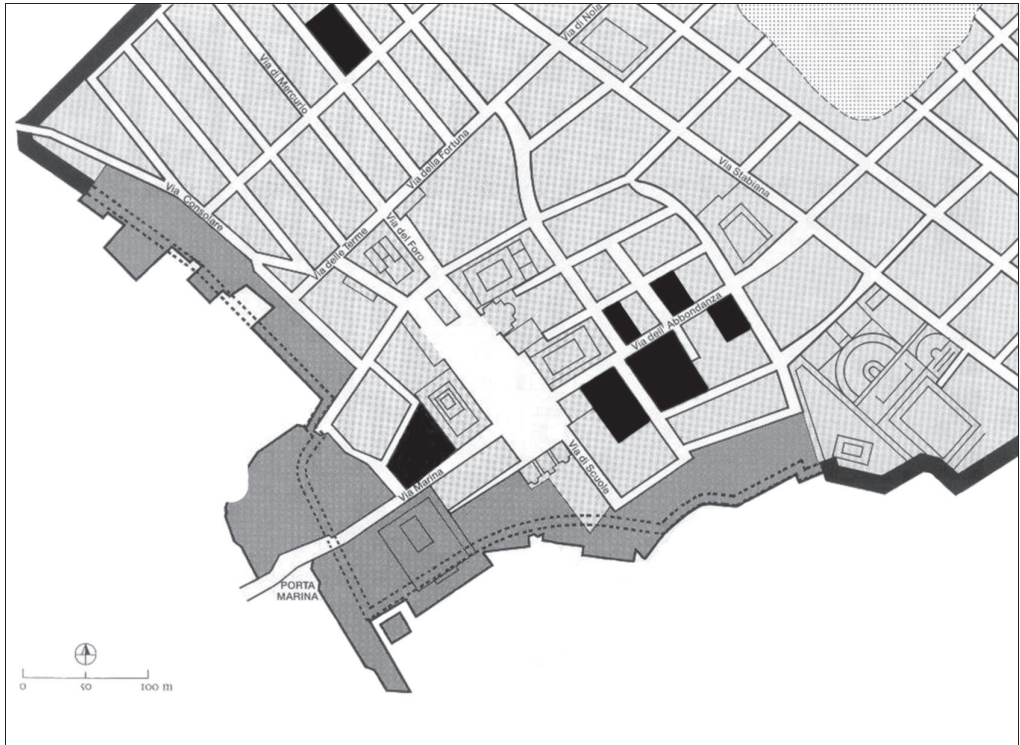 Via di Nola
Via di Mercurio
Via della Fortuna
Via Stabiana
Via Consolare
Via del Foro
Via delle Terme
Via dell' Abbondanza
Via di Scuole
Via Marina
PORTA
MARINA
0 50 100 m